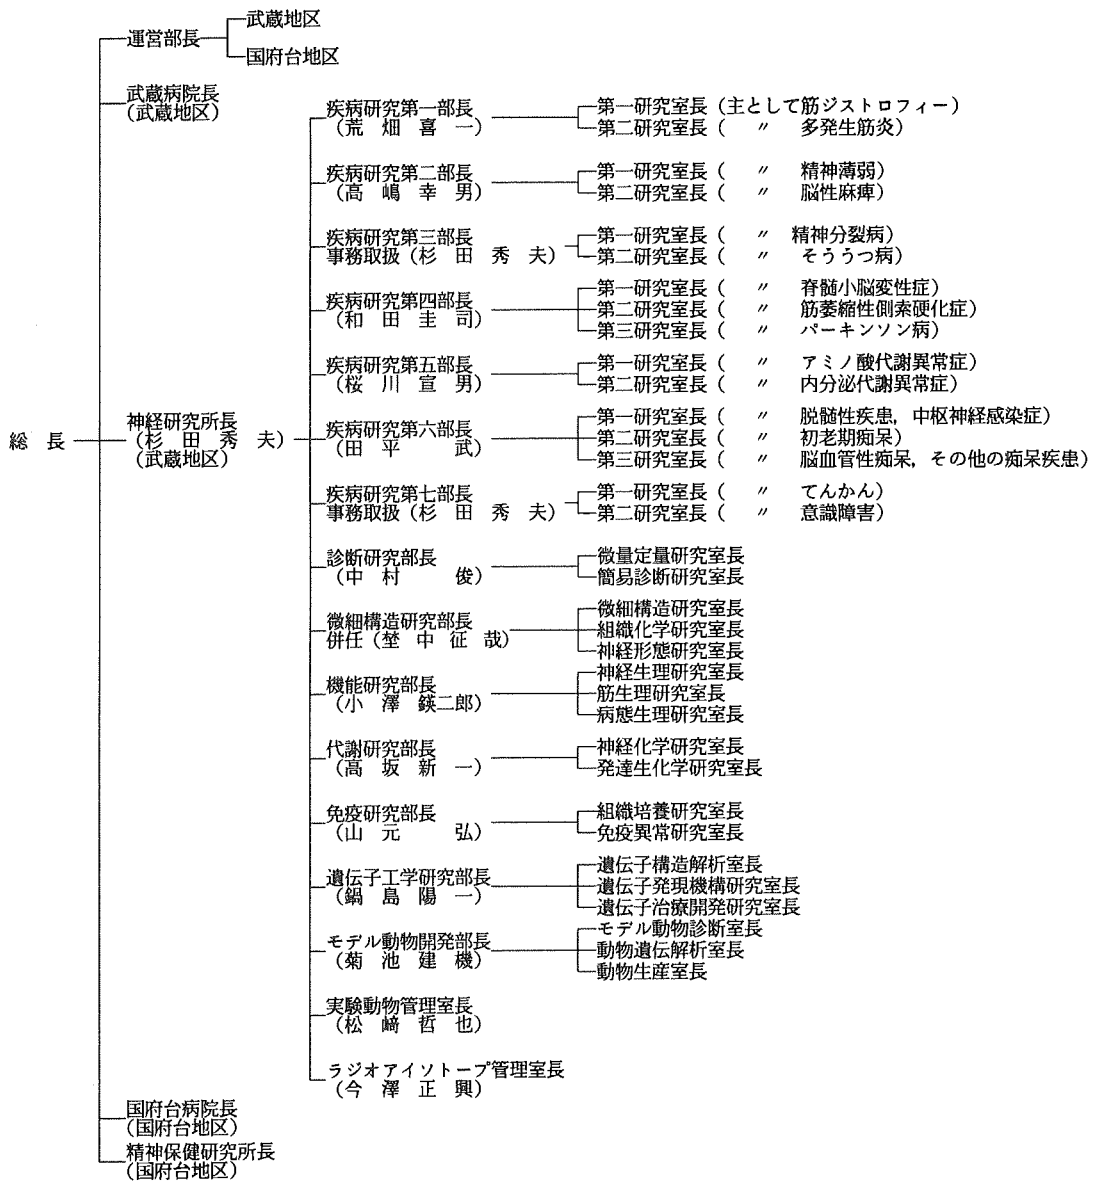 総 長
運営部長
武蔵地区
国府台地区
武蔵病院長
(武蔵地区)
神経研究所長
(杉 田 秀 夫)
(武蔵地区)
疾病研究第一部長
(荒 畑 喜 一)
第一研究室長(主として筋ジストロフィー)
第二研究室長( 〃 多発生筋炎)
疾病研究第二部長
(高 嶋 幸 男)
第一研究室長( 〃 精神薄弱)
第二研究室長( 〃 脳性麻痺)
疾病研究第三部長
事務取扱(杉 田 秀 夫)
第一研究室長( 〃 精神分裂病)
第二研究室長( 〃 そううつ病)
疾病研究第四部長
(和 田 圭 司)
第一研究室長( 〃 脊髄小脳変性症)
第二研究室長( 〃 筋萎縮性側索硬化症)
第三研究室長( 〃 パーキンソン病)
疾病研究第五部長
(桜 川 宣 男)
第一研究室長( 〃 アミノ酸代謝異常症)
第二研究室長( 〃 内分泌代謝異常症)
疾病研究第六部長
(田 平 武)
第一研究室長( 〃 脱髄性疾患,中枢神経感染症)
第二研究室長( 〃 初老期痴呆)
第三研究室長( 〃 脳血管性痴呆,その他の痴呆疾患)
疾病研究第七部長
事務取扱(杉 田 秀 夫)
第一研究室長( 〃 てんかん)
第二研究室長( 〃 意識障害)
診断研究部長
(中 村 俊)
微量定量研究室長
簡易診断研究室長
微細構造研究部長
併任(埜 中 征 哉)
微細構造研究室長
組織化学研究室長
神経形態研究室長
機能研究部長
(小 澤 鍈二郎)
神経生理研究室長
筋生理研究室長
病態生理研究室長
代謝研究部長
(高 坂 新 一)
神経化学研究室長
発達生化学研究室長
免疫研究部長
(山 元 弘)
組織培養研究室長
免疫異常研究室長
遺伝子工学研究部長
(鍋 島 陽 一)
遺伝子構造解析室長
遺伝子発現機構研究室長
遺伝子治療開発研究室長
モデル動物開発部長
(菊 池 建 機)
モデル動物診断室長
動物遺伝解析室長
動物生産室長
実験動物管理室長
(松 﨑 哲 也)
ラジオアイソトープ管理室長
(今 澤 正 興)
国府台病院長
(国府台地区)
精神保健研究所長
(国府台地区)